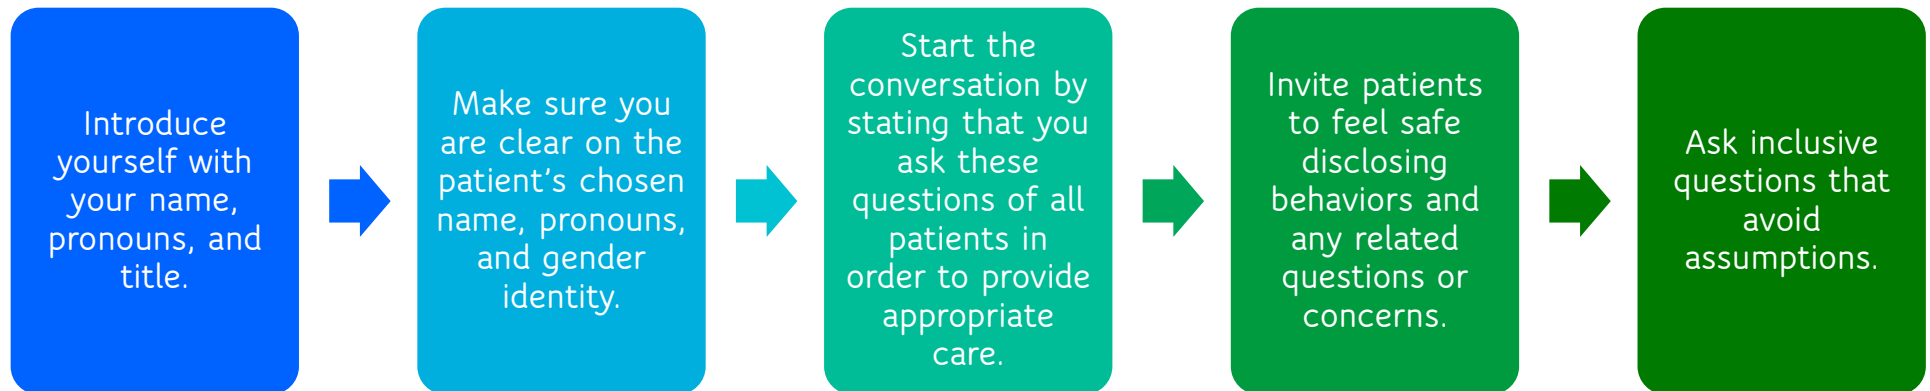 Introduce
yourself with
your name,
pronouns, and
title.
Make sure you
are clear on the
patient's chosen
name, pronouns,
and gender
identity.
Start the
conversation by
stating that you
ask these
questions of all
patients in
order to provide
appropriate
care.
Invite patients
to feel safe
disclosing
behaviors and
any related
questions or
concerns.
Ask inclusive
questions that
avoid
assumptions.